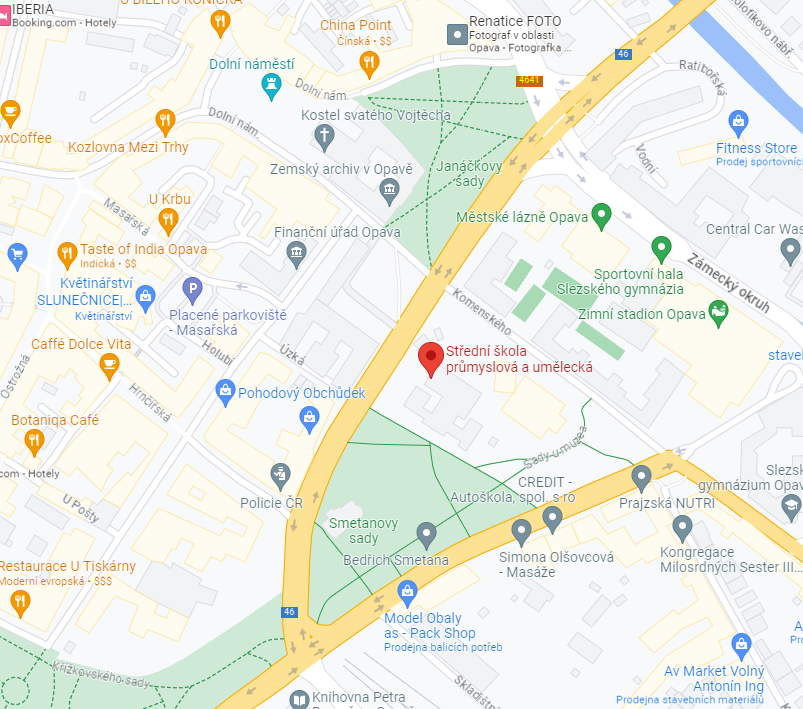 IBERIA
Booking.com - Hotely
U BÍLÉHO KONÍČKA
China Point
Čínská • $$
Renatice FOTO
Fotograf v oblasti
Opava - Fotografka ...
46
Ratibořská
Dolní náměstí
Dolní nám.
4641
Kostel svatého Vojtěcha
Dolní nám.
oxCoffee
Kozlovna Mezi Trhy
Zemský archiv v Opavě
Janáčkovy
sady
Vodní
Fitness Store
Prodej sportovníc
U Krbu
Masařská
Městské lázně Opava
Finanční úřad Opava
Central Car Was
Taste of India Opava
Indická • $$
Květinářství
SLUNEČNICE|...
Květinářství
P
Placené parkoviště
- Masařská
Sportovní hala
Slezského gymnázia
Zámecký okruh
Komenského
Zimní stadion Opava
Caffé Dolce Vita
Holubí
Úzká
Střední škola
průmyslová a umělecká
stavel
Ostrožná
Hrnčířská
Pohodový Obchůdek
Botaniqa Café
com - Hotely
Sady u muzea
Policie ČR
CREDIT -
Autoškola, spol. s ro
Prajzská NUTRI
Slezsk
gymnázium Opav
U Pošty
Smetanovy
sady
Bedřich Smetana
Simona Olšovcová
- Masáže
Kongregace
Milosrdných Sester III...
Restaurace U Tiskárny
Moderní evropská • $$$
46
Model Obaly
as - Pack Shop
Prodejna balicích potřeb
Křížkovského sady
Av Market Volný
Antonín Ing
Prodejna stavebních materiálů
Skladištní
Knihovna Petra